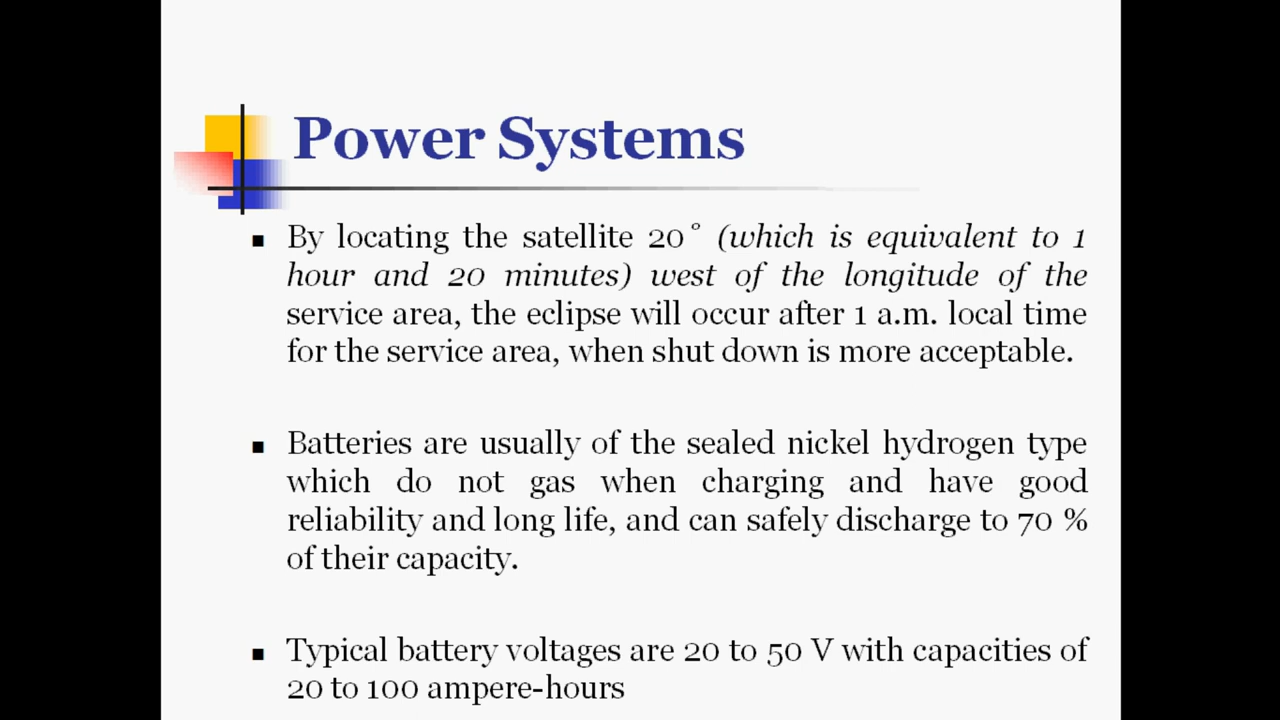 Power Systems
By locating the satellite 20° (which is equivalent to 1
hour and 20 minutes) west of the longitude of the
service area, the eclipse will occur after 1 a.m. local time
for the service area, when shut down is more acceptable.
Batteries are usually of the sealed nickel hydrogen type
which do not gas when charging and have good
reliability and long life, and can safely discharge to 70 %
of their capacity.
Typical battery voltages are 20 to 50 V with capacities of
20 to 100 ampere-hours